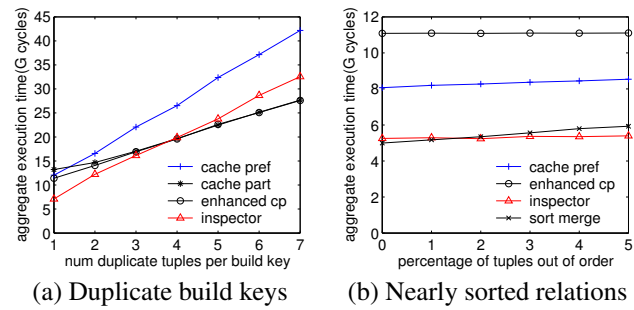 aggregate execution time(G cycles)
45
40
35
30
25
20
15
10
5
0
cache pref
cache part
enhanced cp
inspector
1 2 3 4 5 6 7
num duplicate tuples per build key
(a) Duplicate build keys
aggregate execution time(G cycles)
12
10
8
6
4
2
0
cache pref
enhanced cp
inspector
sort merge
0 1 2 3 4 5
percentage of tuples out of order
(b) Nearly sorted relations